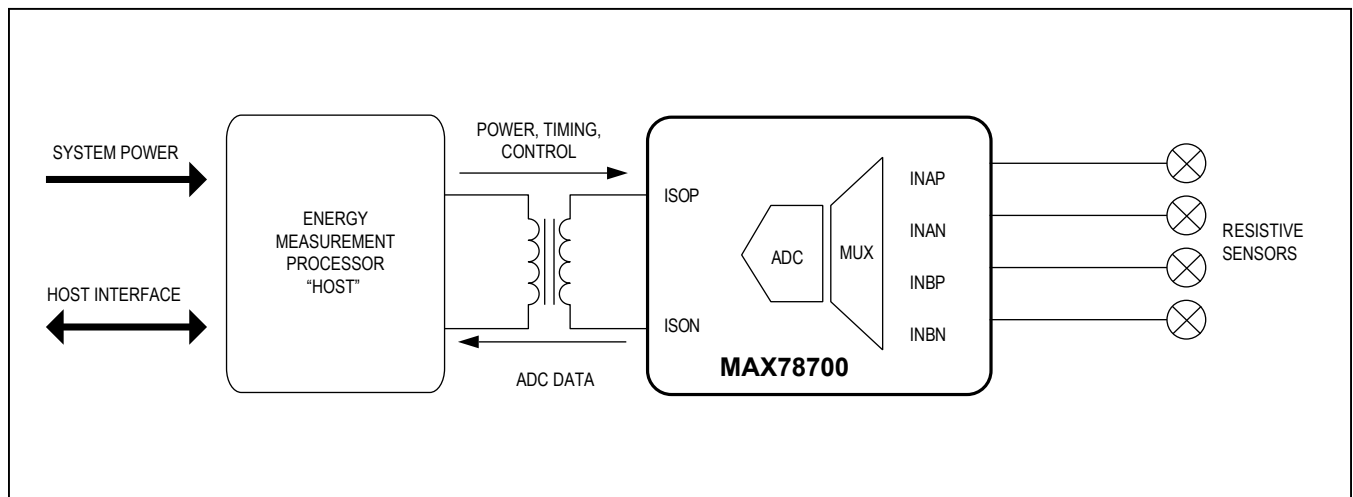 SYSTEM POWER
HOST INTERFACE
ENERGY
MEASUREMENT
PROCESSOR
“HOST”
POWER, TIMING,
CONTROL
ADC DATA
ISOP
ISON
ADC
MUX
INAP
INAN
INBP
INBN
MAX78700
RESISTIVE
SENSORS